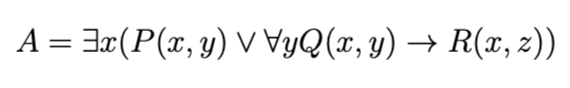 A = ∃x(P(x, y) ∨ ∀yQ(x, y) → R(x, z))